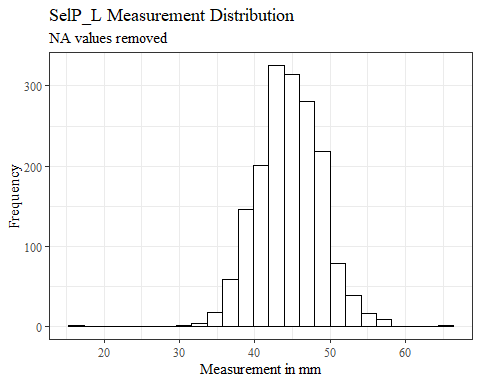 SelP_L Measurement Distribution
NA values removed
300
200
100
0
Frequency
20 30 40 50 60
Measurement in mm